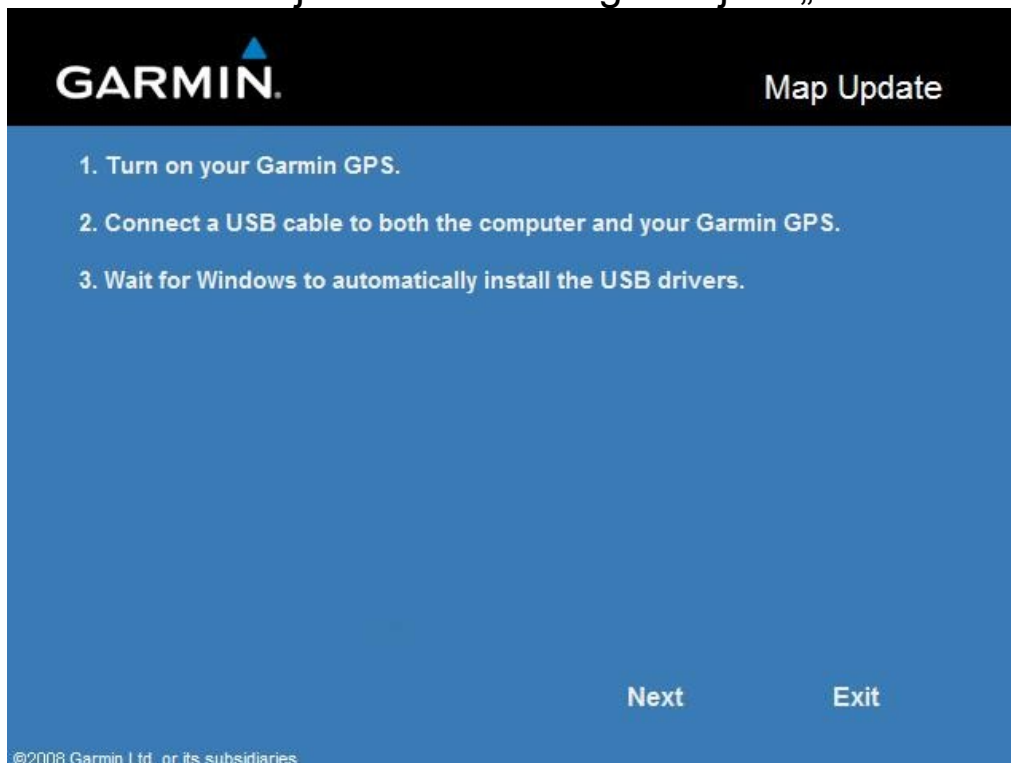 GARMIN.
Map Update
1. Turn on your Garmin GPS.
2. Connect a USB cable to both the computer and your Garmin GPS.
3. Wait for Windows to automatically install the USB drivers.
Next Exit
©2008 Garmin Ltd. or its subsidiaries